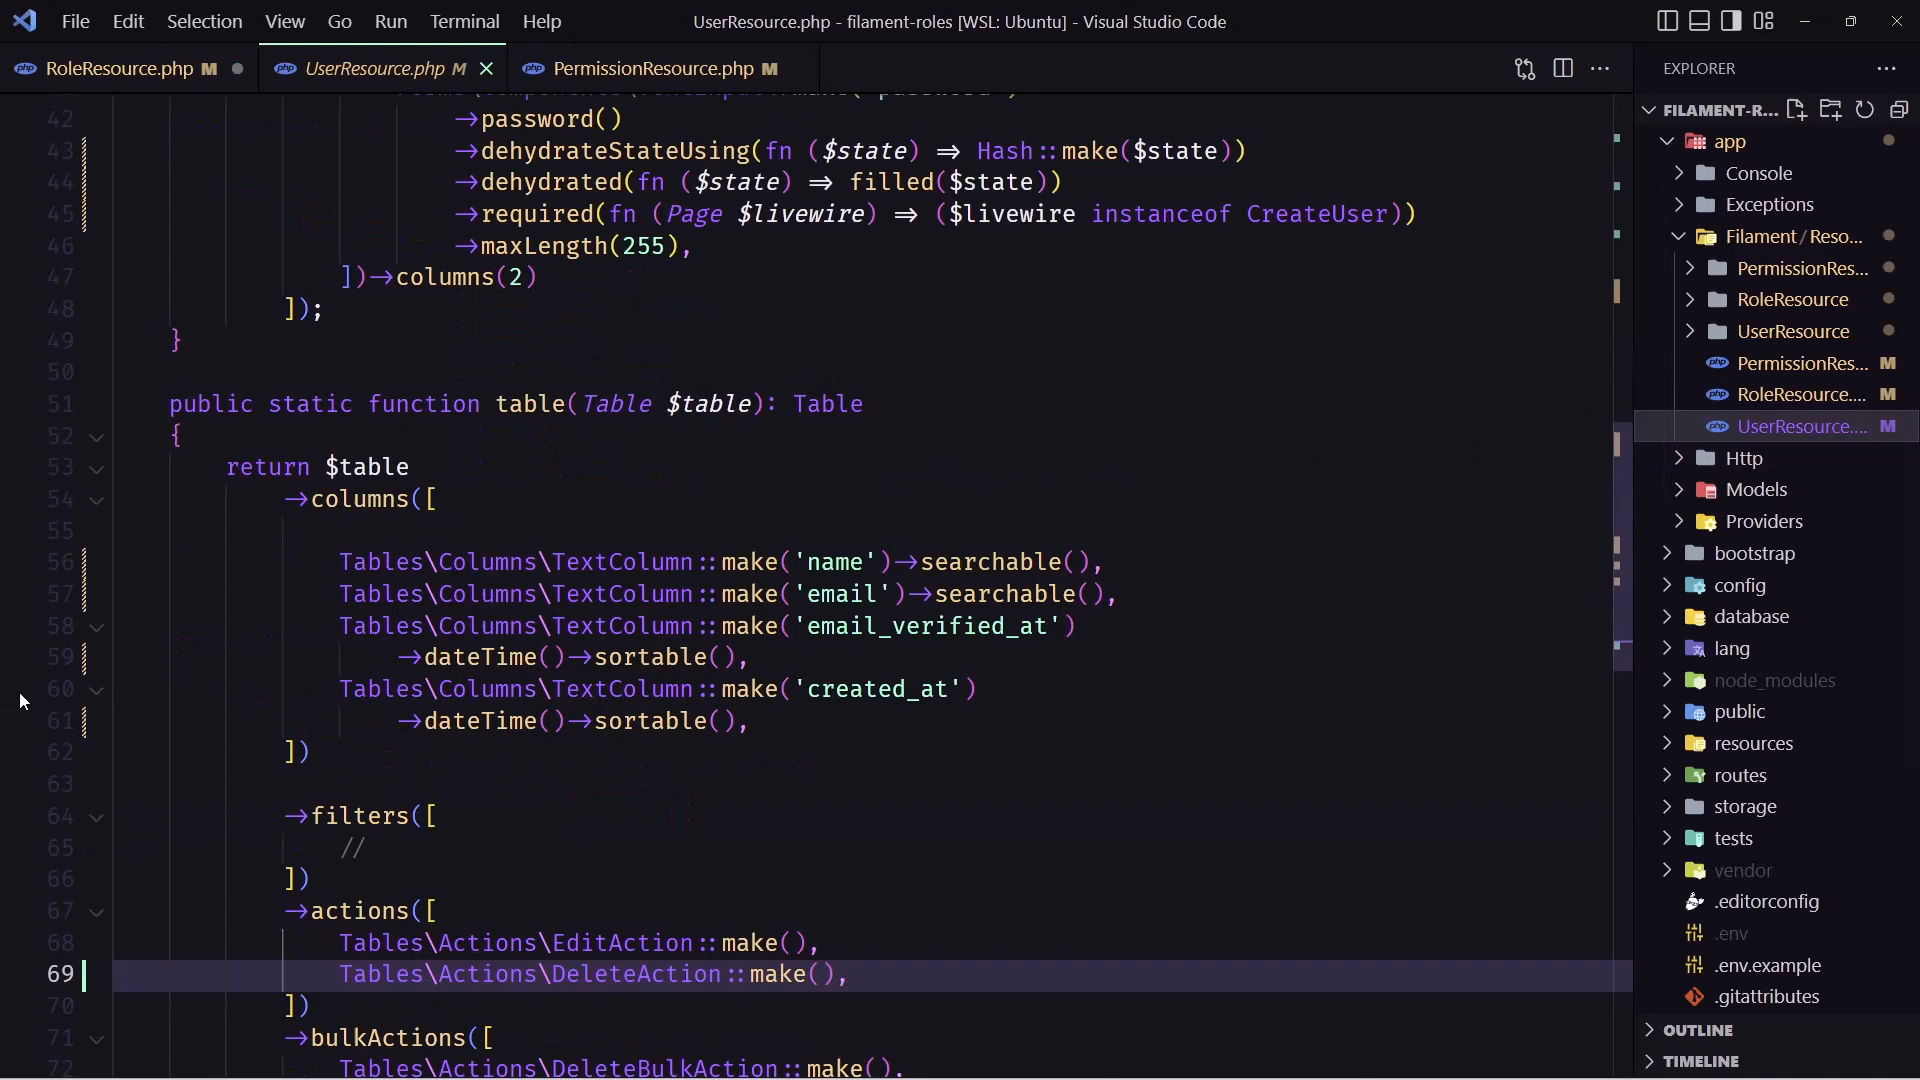 File Edit Selection View Go Run Terminal Help
UserResource.php - filament-roles [WSL: Ubuntu] - Visual Studio Code
RoleResource.php M
UserResource.php M
PermissionResource.php M
42 ->password()
43 ->dehydrateStateUsing(fn ($state) => Hash::make($state))
44 ->dehydrated(fn ($state) => filled($state))
45 ->required(fn (Page $livewire) => ($livewire instanceof CreateUser))
46 ->maxLength(255),
47 ])->columns(2)
48 ]);
49 }
50
51 public static function table(Table $table): Table
52 {
53 return $table
54 ->columns([
55
56 Tables\Columns\TextColumn::make('name')->searchable(),
57 Tables\Columns\TextColumn::make('email')->searchable(),
58 Tables\Columns\TextColumn::make('email_verified_at')
59 ->dateTime()->sortable(),
60 Tables\Columns\TextColumn::make('created_at')
61 ->dateTime()->sortable(),
62 ])
63
64 ->filters([
65 //
66 ])
67 ->actions([
68 Tables\Actions\EditAction::make(),
69 Tables\Actions\DeleteAction::make(),
70 ])
71 ->bulkActions([
72 Tables\Actions\DeleteBulkAction::make(),
EXPLORER
FILAMENT-R...
app
Console
Exceptions
Filament/Reso...
PermissionRes...
RoleResource
UserResource
PermissionRes... M
RoleResource.... M
UserResource.... M
Http
Models
Providers
bootstrap
config
database
lang
node_modules
public
resources
routes
storage
tests
vendor
.editorconfig
.env
.env.example
.gitattributes
OUTLINE
TIMELINE